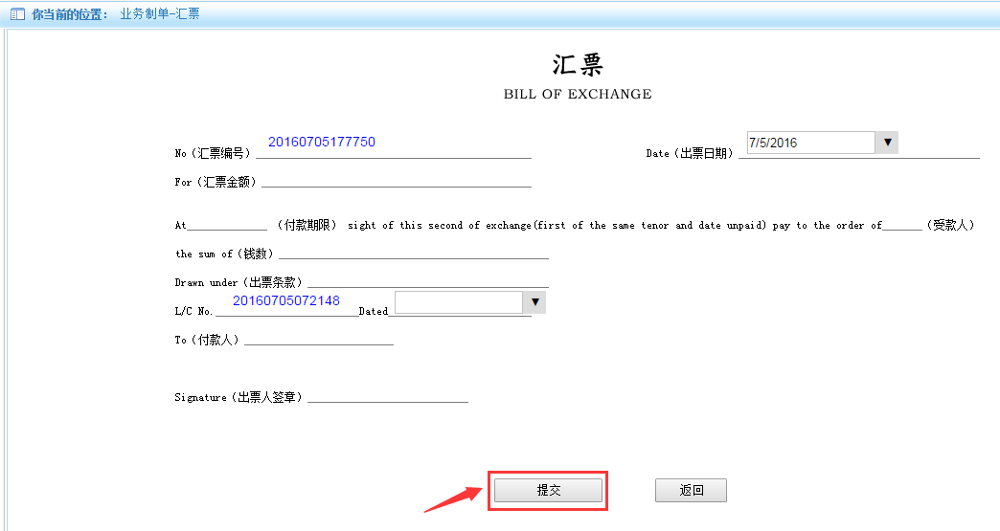 你当前的位置： 业务制单-汇票
汇票
BILL OF EXCHANGE
No（汇票编号） 20160705177750 Date（出票日期） 7/5/2016
For（汇票金额）
At （付款期限） sight of this second of exchange(first of the same tenor and date unpaid) pay to the order of （受款人）
the sum of（钱数）
Drawn under（出票条款）
L/C No. 20160705072148 Dated
To（付款人）
Signature（出票人签章）
提交 返回